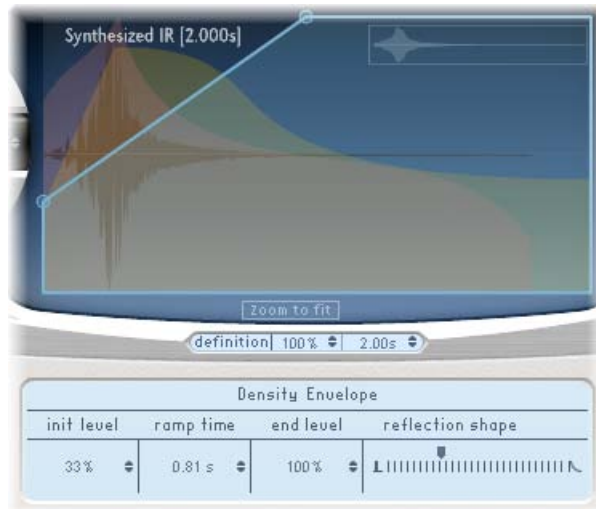 Synthesized IR [2.000s]
Zoom to fit
definition 100% 2.00s
Density Envelope
init level ramp time end level reflection shape
33% 0.81 s 100%